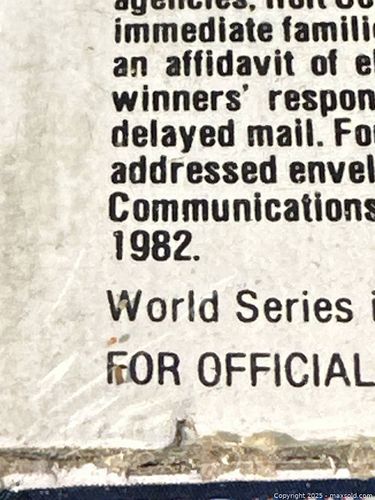 agencies,
immediate famili
an affidavit of e
winners' respon
delayed mail. Fo
addressed envel
Communications
1982.
World Series i
FOR OFFICIAL
Copyright 2025 - maxsold.com